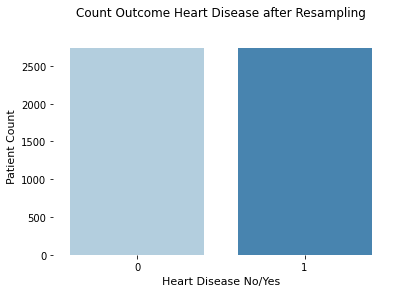 Count Outcome Heart Disease after Resampling
2500
2000
1500
1000
500
0
Patient Count
0 1
Heart Disease No/Yes